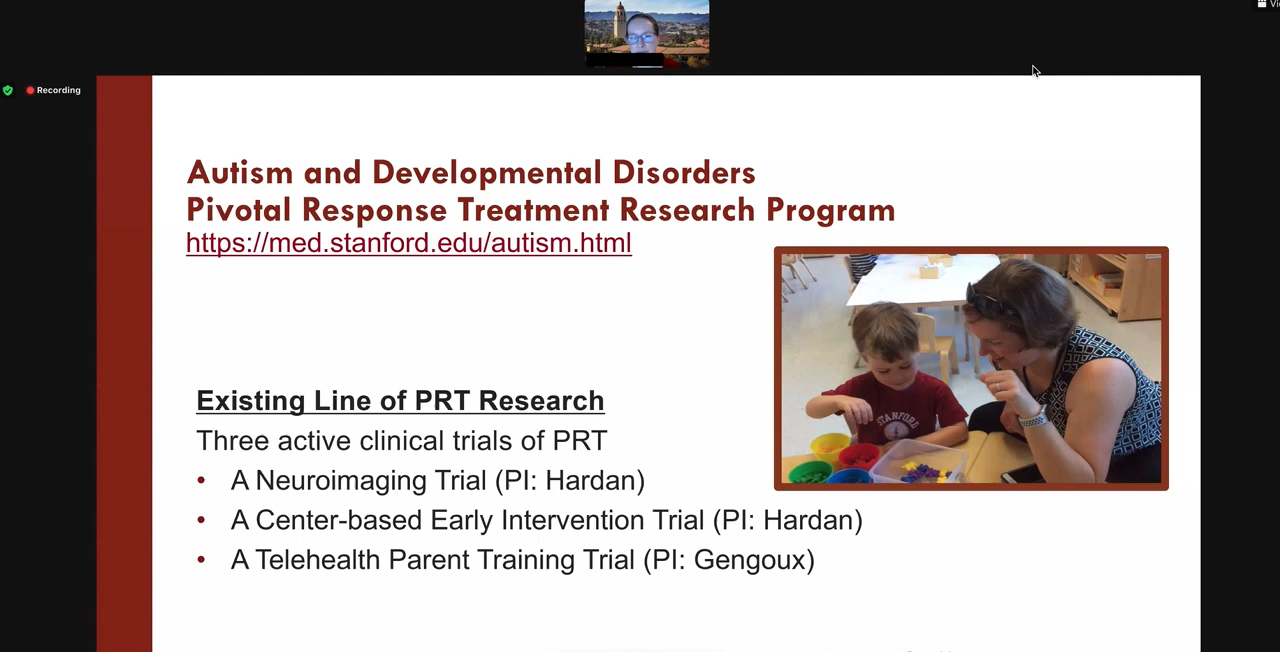 Recording
Autism and Developmental Disorders
Pivotal Response Treatment Research Program
https://med.stanford.edu/autism.html
STANFORD
Existing Line of PRT Research
Three active clinical trials of PRT
• A Neuroimaging Trial (PI: Hardan)
• A Center-based Early Intervention Trial (PI: Hardan)
• A Telehealth Parent Training Trial (PI: Gengoux)